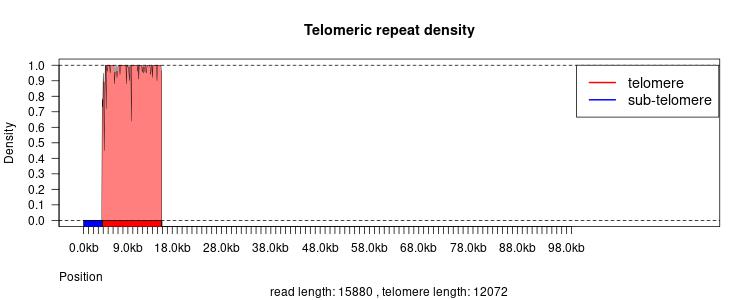 Telomeric repeat density
telomere
sub-telomere
Density
1.0
0.9
0.8
0.7
0.6
0.5
0.4
0.3
0.2
0.1
0.0
0.0kb 9.0kb 18.0kb 28.0kb 38.0kb 48.0kb 58.0kb 68.0kb 78.0kb 88.0kb 98.0kb
Position
read length: 15880 , telomere length: 12072